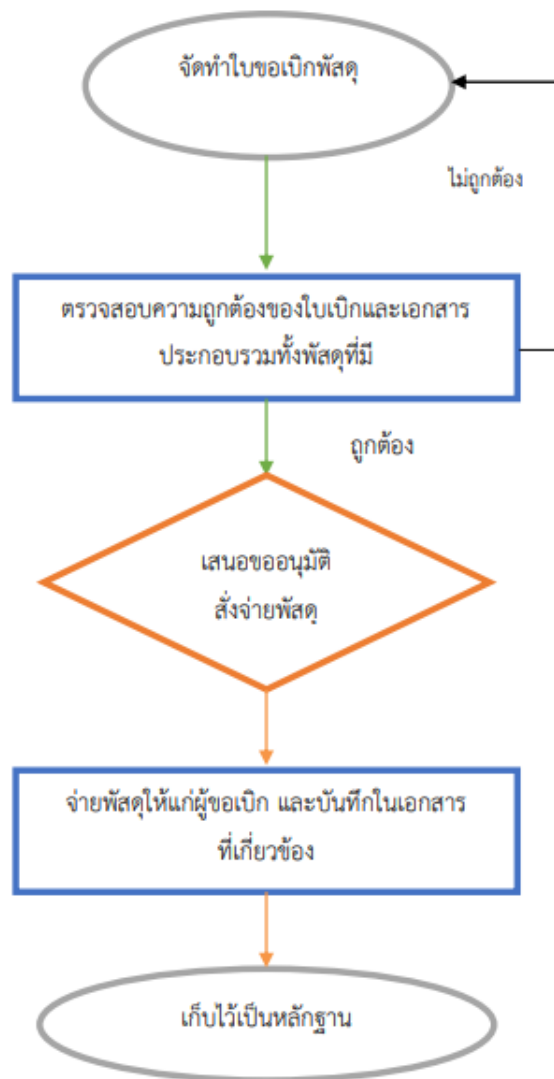 จัดทำใบขอเบิกพัสดุ
ไม่ถูกต้อง
ตรวจสอบความถูกต้องของใบเบิกและเอกสาร
ประกอบรวมทั้งพัสดุที่มี
ถูกต้อง
เสนอขออนุมัติ
สั่งจ่ายพัสดุ
จ่ายพัสดุให้แก่ผู้ขอเบิก และบันทึกในเอกสาร
ที่เกี่ยวข้อง
เก็บไว้เป็นหลักฐาน